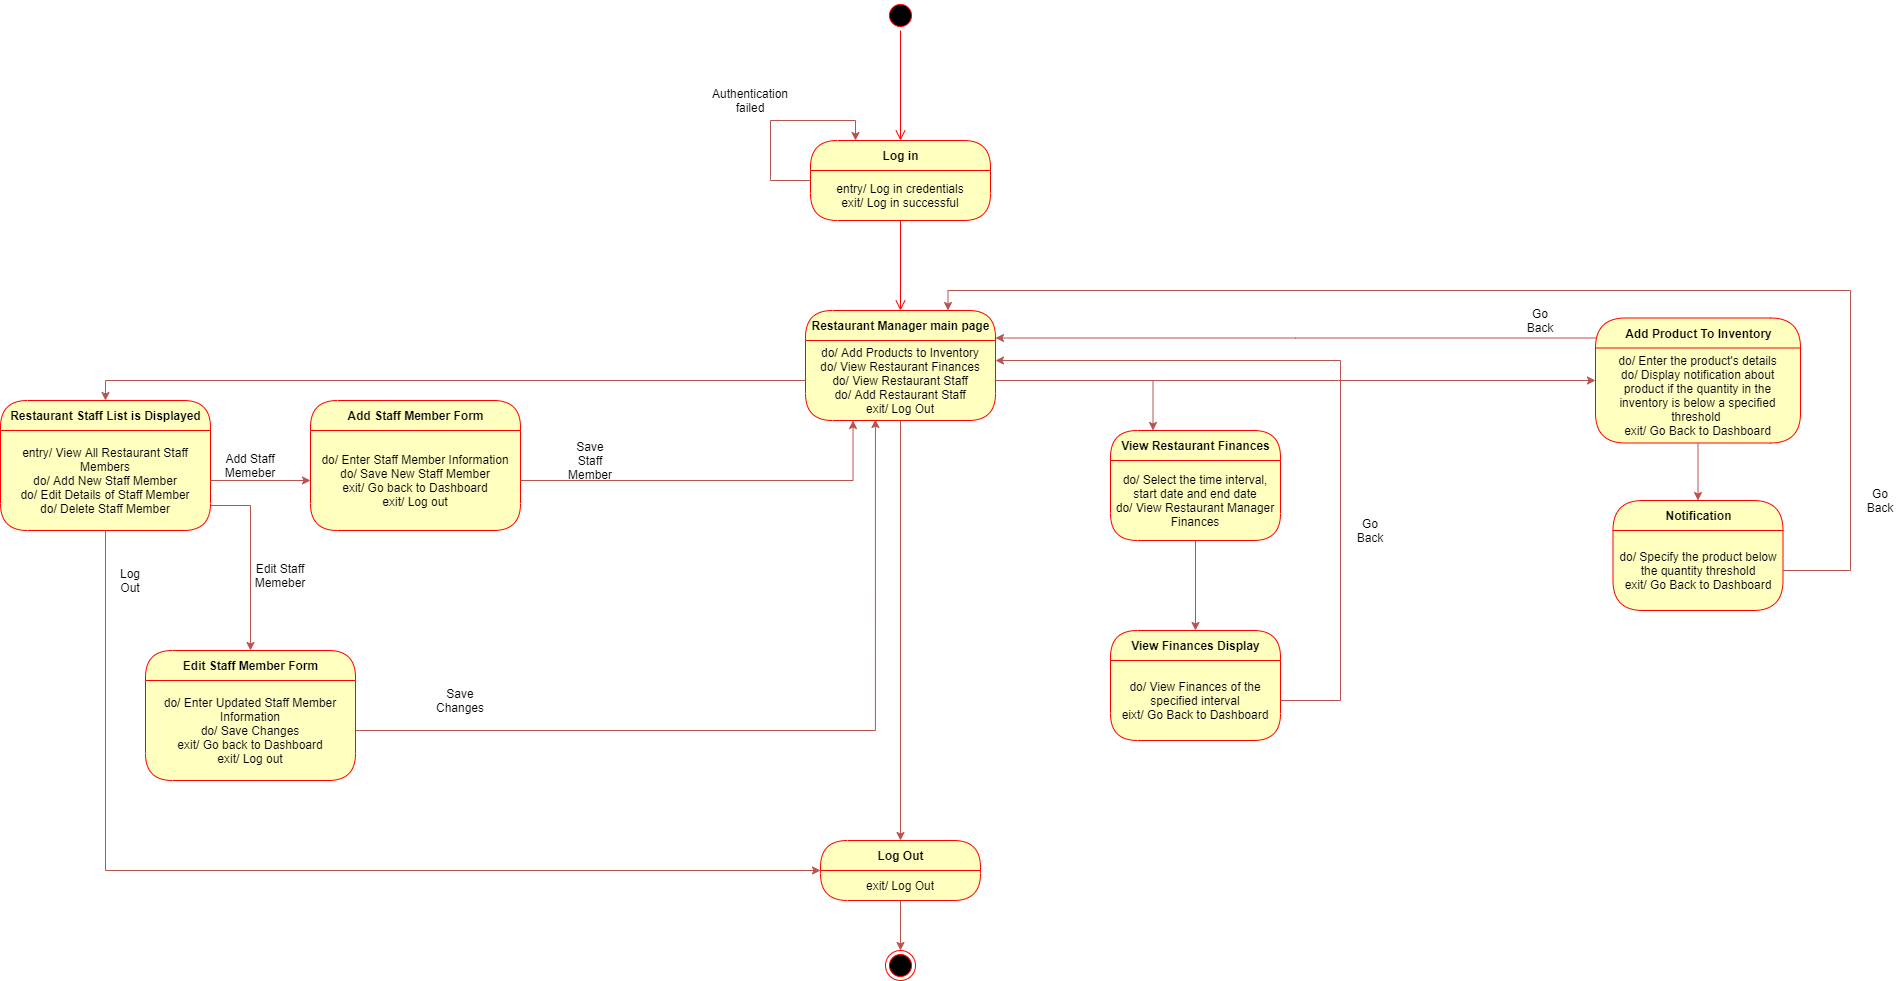 Authentication
failed
Log in
entry/ Log in credentials
exit/ Log in successful
Restaurant Manager main page
do/ Add Products to Inventory
do/ View Restaurant Finances
do/ View Restaurant Staff
do/ Add Restaurant Staff
exit/ Log Out
Go
Back
Add Product To Inventory
do/ Enter the product's details
do/ Display notification about
product if the quantity in the
inventory is below a specified
threshold
exit/ Go Back to Dashboard
Restaurant Staff List is Displayed
entry/ View All Restaurant Staff
Members
do/ Add New Staff Member
do/ Edit Details of Staff Member
do/ Delete Staff Member
Add Staff
Memeber
Add Staff Member Form
do/ Enter Staff Member Information
do/ Save New Staff Member
exit/ Go back to Dashboard
exit/ Log out
Save
Staff
Member
View Restaurant Finances
do/ Select the time interval,
start date and end date
do/ View Restaurant Manager
Finances
Go
Back
Notification
do/ Specify the product below
the quantity threshold
exit/ Go Back to Dashboard
Go
Back
Log
Out
Edit Staff
Memeber
Edit Staff Member Form
do/ Enter Updated Staff Member
Information
do/ Save Changes
exit/ Go back to Dashboard
exit/ Log out
Save
Changes
View Finances Display
do/ View Finances of the
specified interval
eixt/ Go Back to Dashboard
Log Out
exit/ Log Out